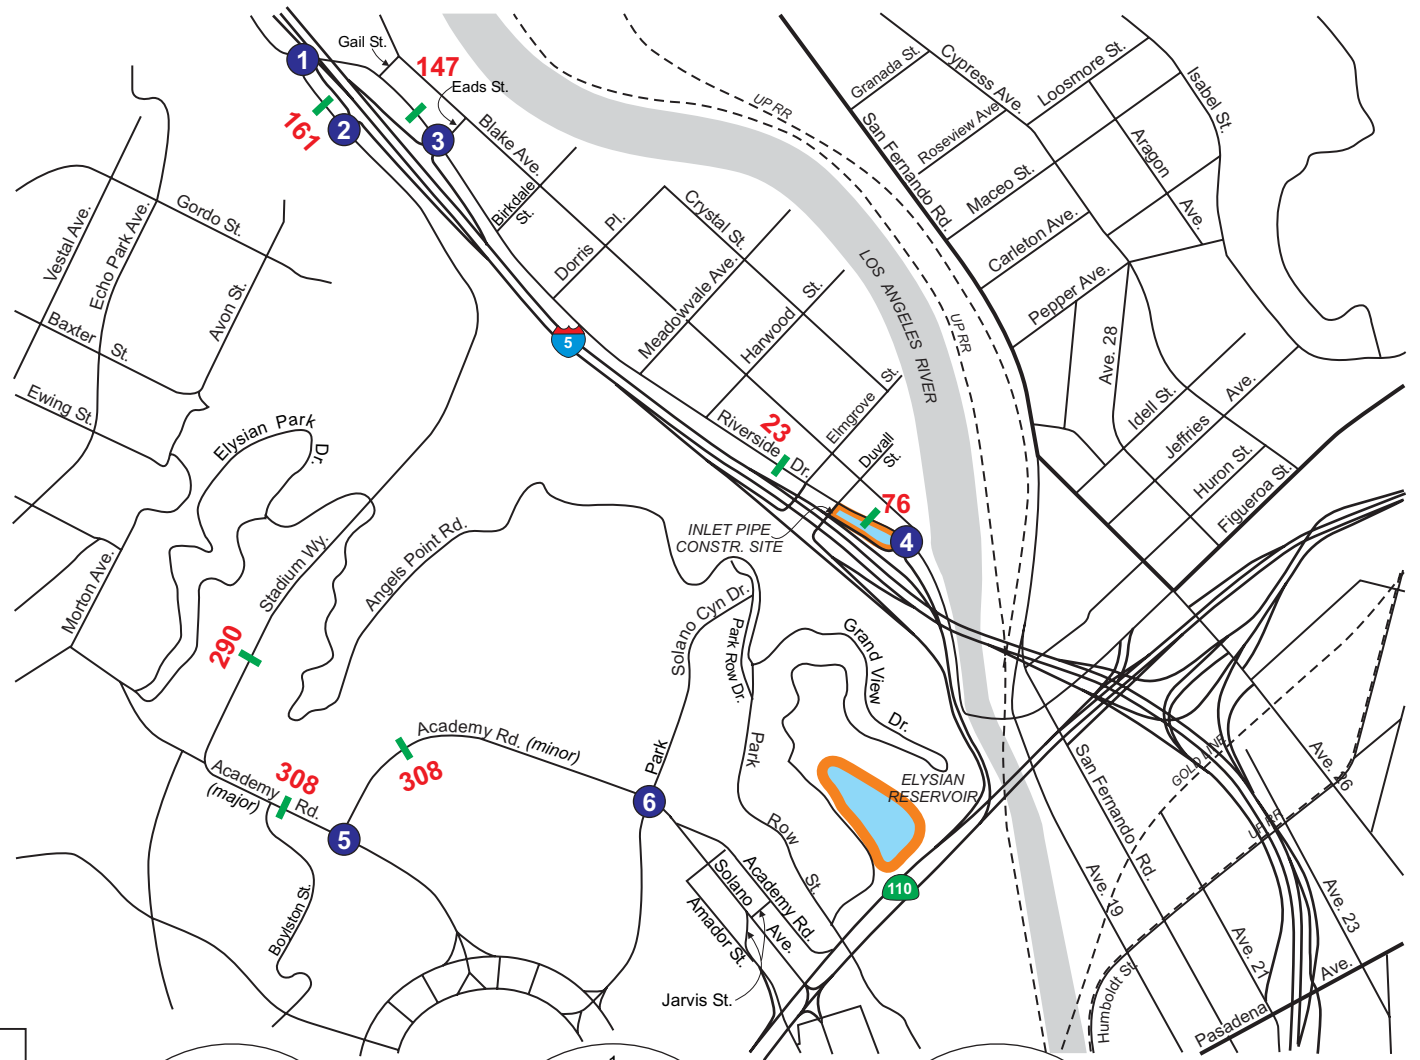 1
Gail St.
147
Eads St.
161
2
3
Blake Ave.
UP RR
Granada St.
Cypress Ave.
Loosmore St.
Isabel St.
San Fernando Rd.
Roseview Ave.
Aragon Ave.
Maceo St.
Carleton Ave.
Pepper Ave.
Birkdale
St.
Dorris Pl.
Crystal St.
Vestal Ave.
Echo Park Ave.
Gordo St.
Avon St.
Baxter St.
Ewing St.
5
Meadowvale Ave.
Harwood St.
LOS ANGELES RIVER
UP RR
Ave. 28
Idell St.
Jeffries Ave.
Huron St.
Figueroa St.
Riverside Dr.
23
Elmgrove St.
Duvall
St.
Elysian Park Dr.
76
4
INLET PIPE
CONSTR. SITE
Angels Point Rd.
Stadium Wy.
Morton Ave.
290
Solano Cyn Dr.
Park Row Dr.
Grand View Dr.
Academy Rd. (minor)
308
Academy Rd.
(major)
308
5
Park
6
Park Row St.
ELYSIAN
RESERVOIR
110
San Fernando Rd.
GOLD LINE
Ave. 26
UP RR
Ave. 19
Ave. 21
Ave. 23
Boylston St.
Solano Ave.
Academy Rd.
Amador St.
Jarvis St.
Humboldt St.
Pasadena Ave.